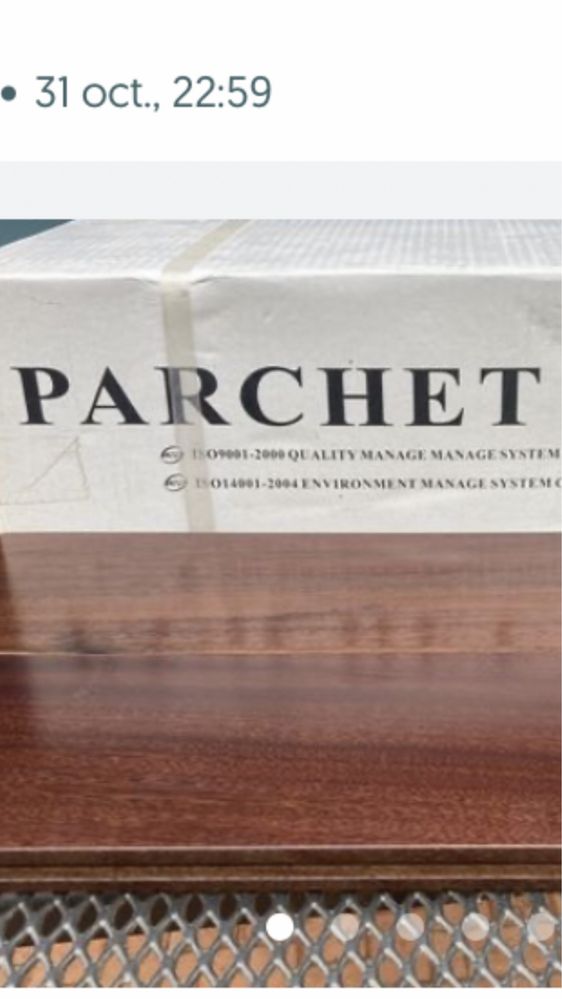 • 31 oct., 22:59
PARCHET
ISO9001-2000 QUALITY MANAGE MANAGE SYSTEM
ISO14001-2004 ENVIRONMENT MANAGE SYSTEM